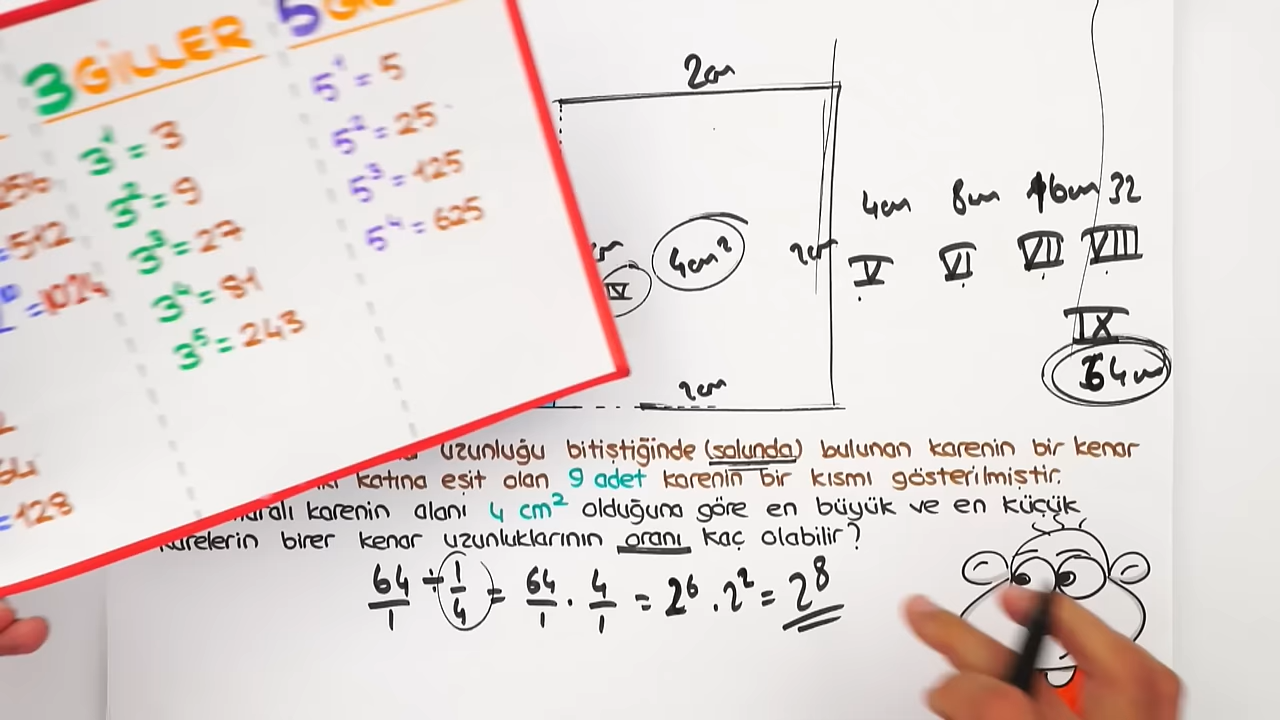 3GİLLER
3¹ = 3
3² = 9
3³ = 27
3⁴ = 81
3⁵ = 243
5¹ = 5
5² = 25
5³ = 125
5⁴ = 625
256
=512
=1024
=128
2cm
4cm²
2cm
IV
2cm
4cm 8cm 16cm 32
V VI VII VIII
IX
64cm
uzunluğu bitiştiğinde (solunda) bulunan karenin bir kenar
katına eşit olan 9 adet karenin bir kısmı gösterilmiştir.
karenin alanı 4 cm² olduğuna göre en büyük ve en küçük
karelerin birer kenar uzunluklarının oranı kaç olabilir?
64/1 ÷ 1/4 = 64/1 . 4/1 = 2⁶ . 2² = 2⁸